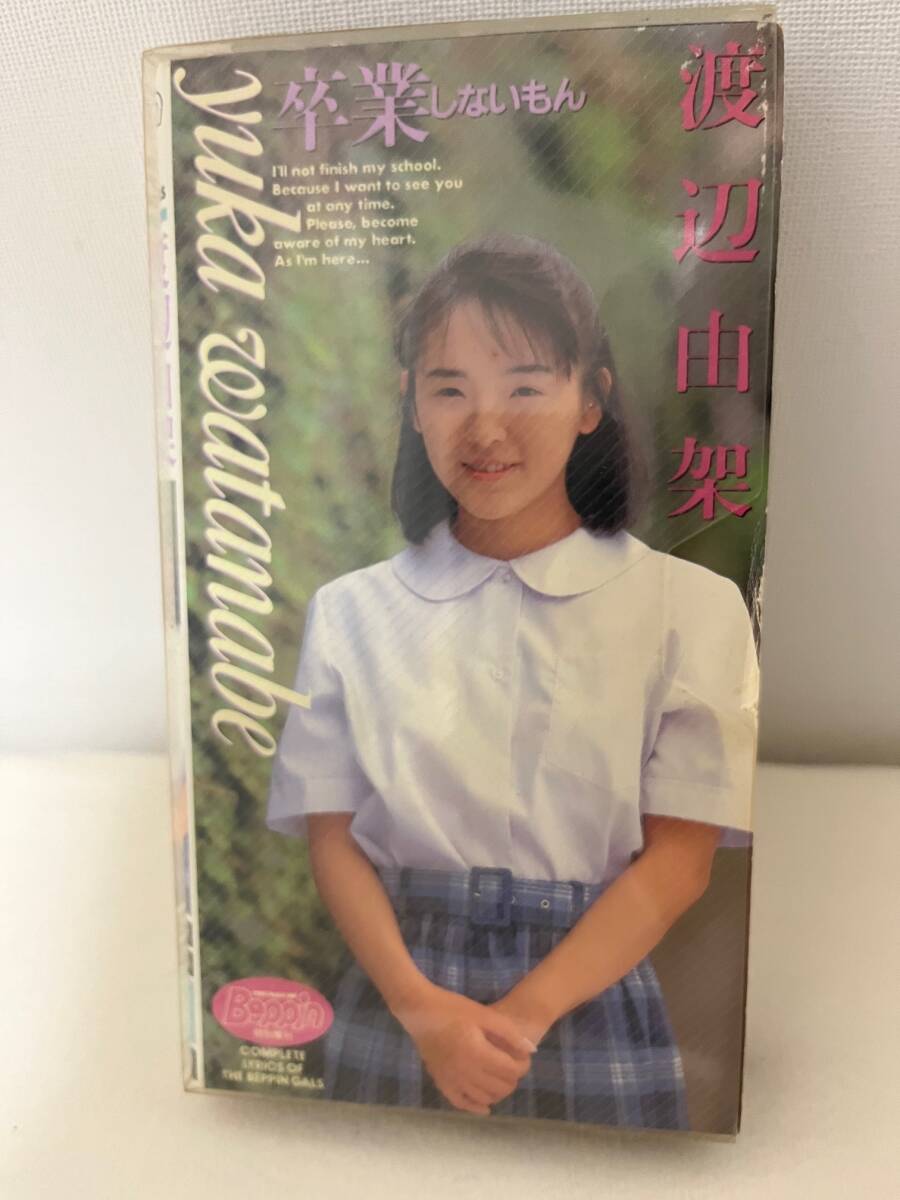 卒業しないもん
I'll not finish my school.
Because I want to see you
at any time.
Please, become
aware of my heart.
As I'm here...
渡辺由架
yuka watanabe
Beppin
COMPLETE
LYRICS OF
THE BEPPIN GALS